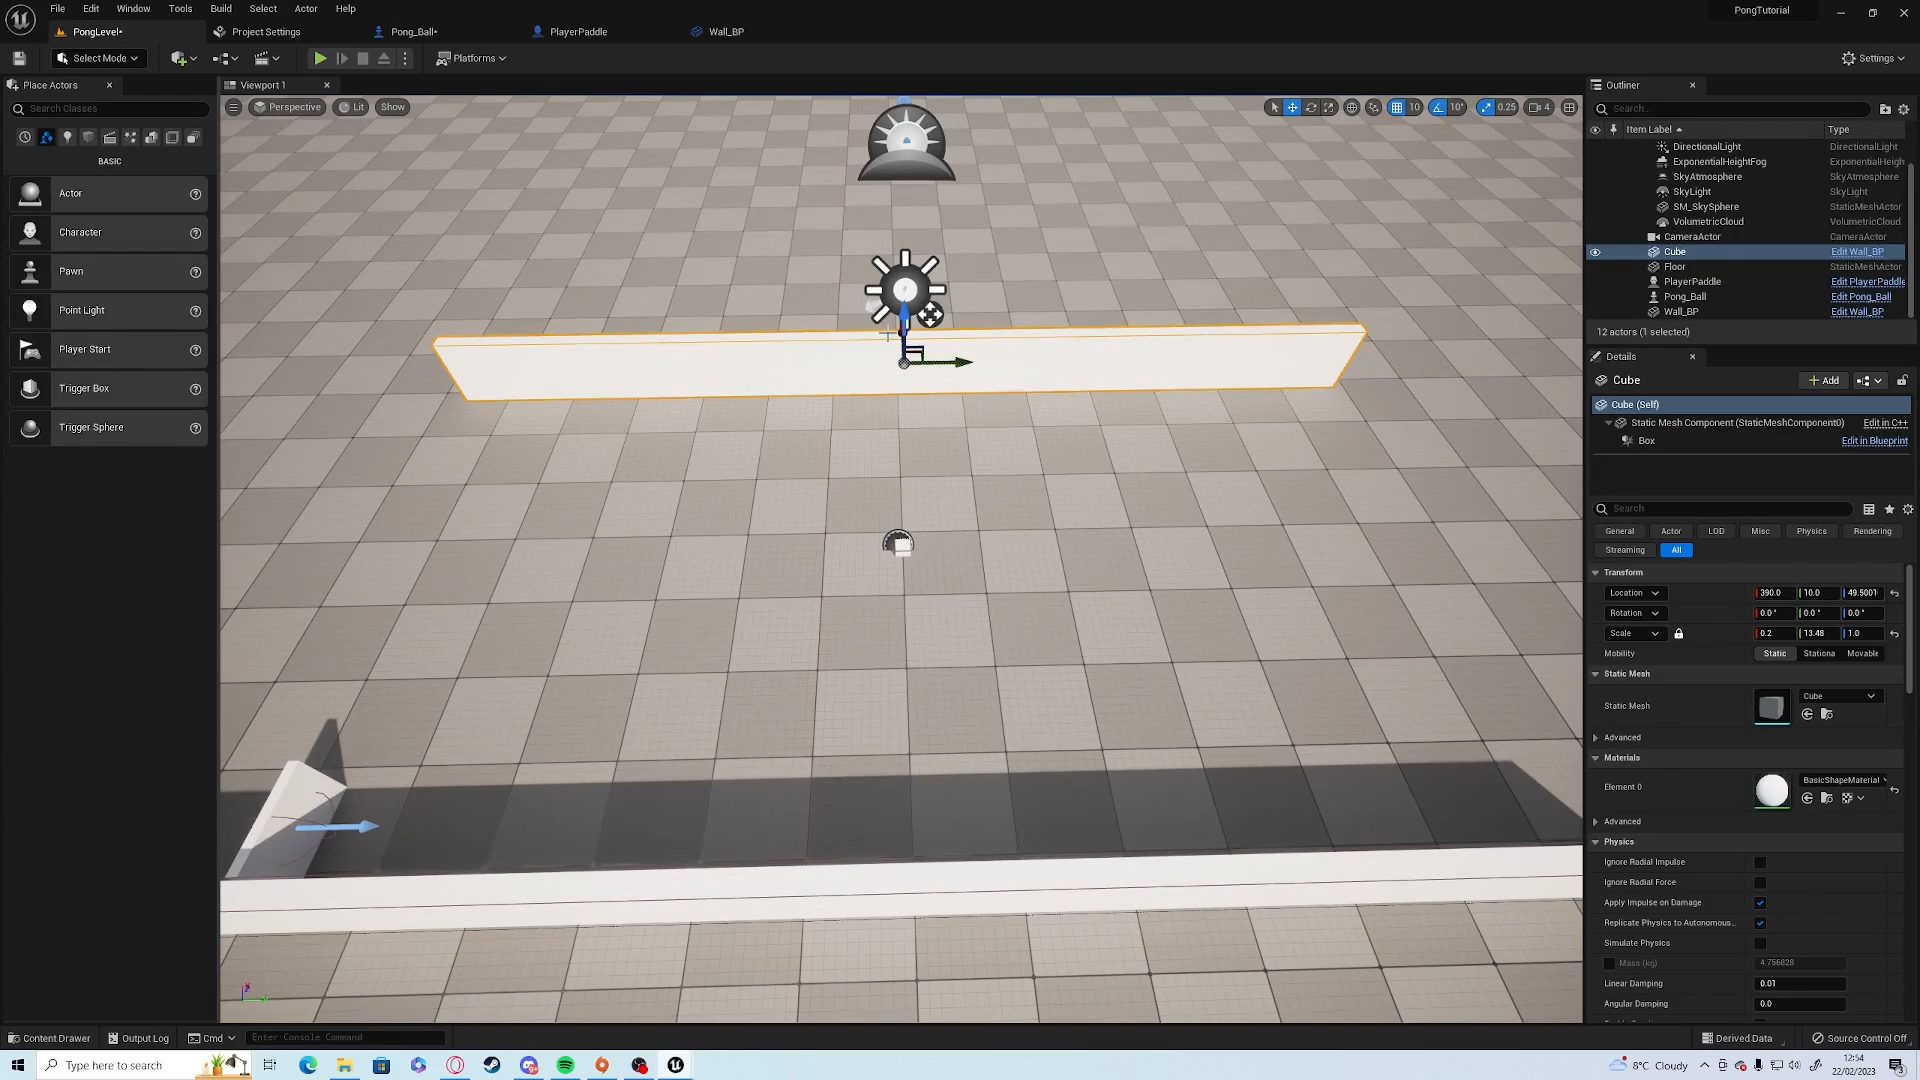 File Edit Window Tools Build Select Actor Help
PongTutorial
PongLevel• Project Settings Pong_Ball• PlayerPaddle Wall_BP
Select Mode Platforms Settings
Place Actors Viewport 1 Outliner
Search Classes Perspective Lit Show 10 10° 0.25 4 Search...
Item Label Type
BASIC
Actor
Character
Pawn
Point Light
Player Start
Trigger Box
Trigger Sphere
DirectionalLight DirectionalLight
ExponentialHeightFog ExponentialHeigh
SkyAtmosphere SkyAtmosphere
SkyLight SkyLight
SM_SkySphere StaticMeshActor
VolumetricCloud VolumetricCloud
CameraActor CameraActor
Cube Edit Wall_BP
Floor StaticMeshActor
PlayerPaddle Edit PlayerPaddle
Pong_Ball Edit Pong_Ball
Wall_BP Edit Wall_BP
12 actors (1 selected)
Details
Cube Add
Cube (Self)
Static Mesh Component (StaticMeshComponent0) Edit in C++
Box Edit in Blueprint
Search
General Actor LOD Misc Physics Rendering
Streaming All
Transform
Location 390.0 10.0 49.5001
Rotation 0.0° 0.0° 0.0°
Scale 0.2 13.48 1.0
Mobility Static Stationa Movable
Static Mesh
Static Mesh Cube
Advanced
Materials
Element 0 BasicShapeMaterial
Advanced
Physics
Ignore Radial Impulse
Ignore Radial Force
Apply Impulse on Damage
Replicate Physics to Autonomous...
Simulate Physics
Mass (kg) 4.756828
Linear Damping 0.01
Angular Damping 0.0
Content Drawer Output Log Cmd Enter Console Command Derived Data Source Control Off
Type here to search 8°C Cloudy 12:54
22/02/2023